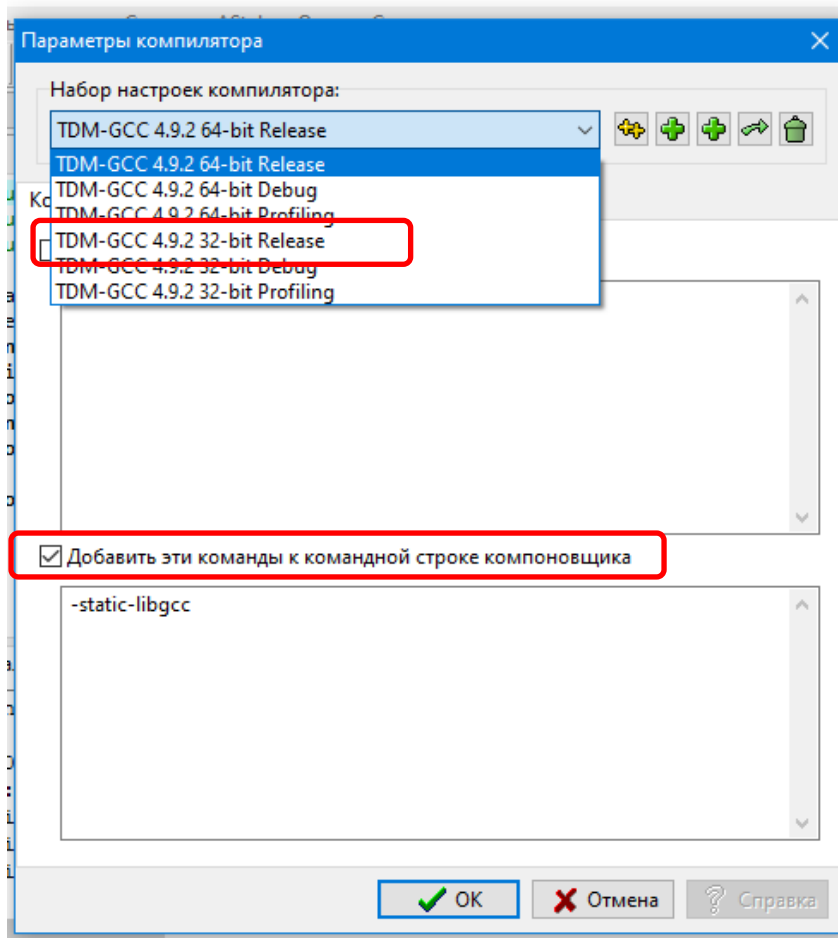 Параметры компилятора
Набор настроек компилятора:
TDM-GCC 4.9.2 64-bit Release
TDM-GCC 4.9.2 64-bit Release
TDM-GCC 4.9.2 64-bit Debug
TDM-GCC 4.9.2 64-bit Profiling
TDM-GCC 4.9.2 32-bit Release
TDM-GCC 4.9.2 32-bit Debug
TDM-GCC 4.9.2 32-bit Profiling
Добавить эти команды к командной строке компоновщика
-static-libgcc
OK
Отмена
Справка